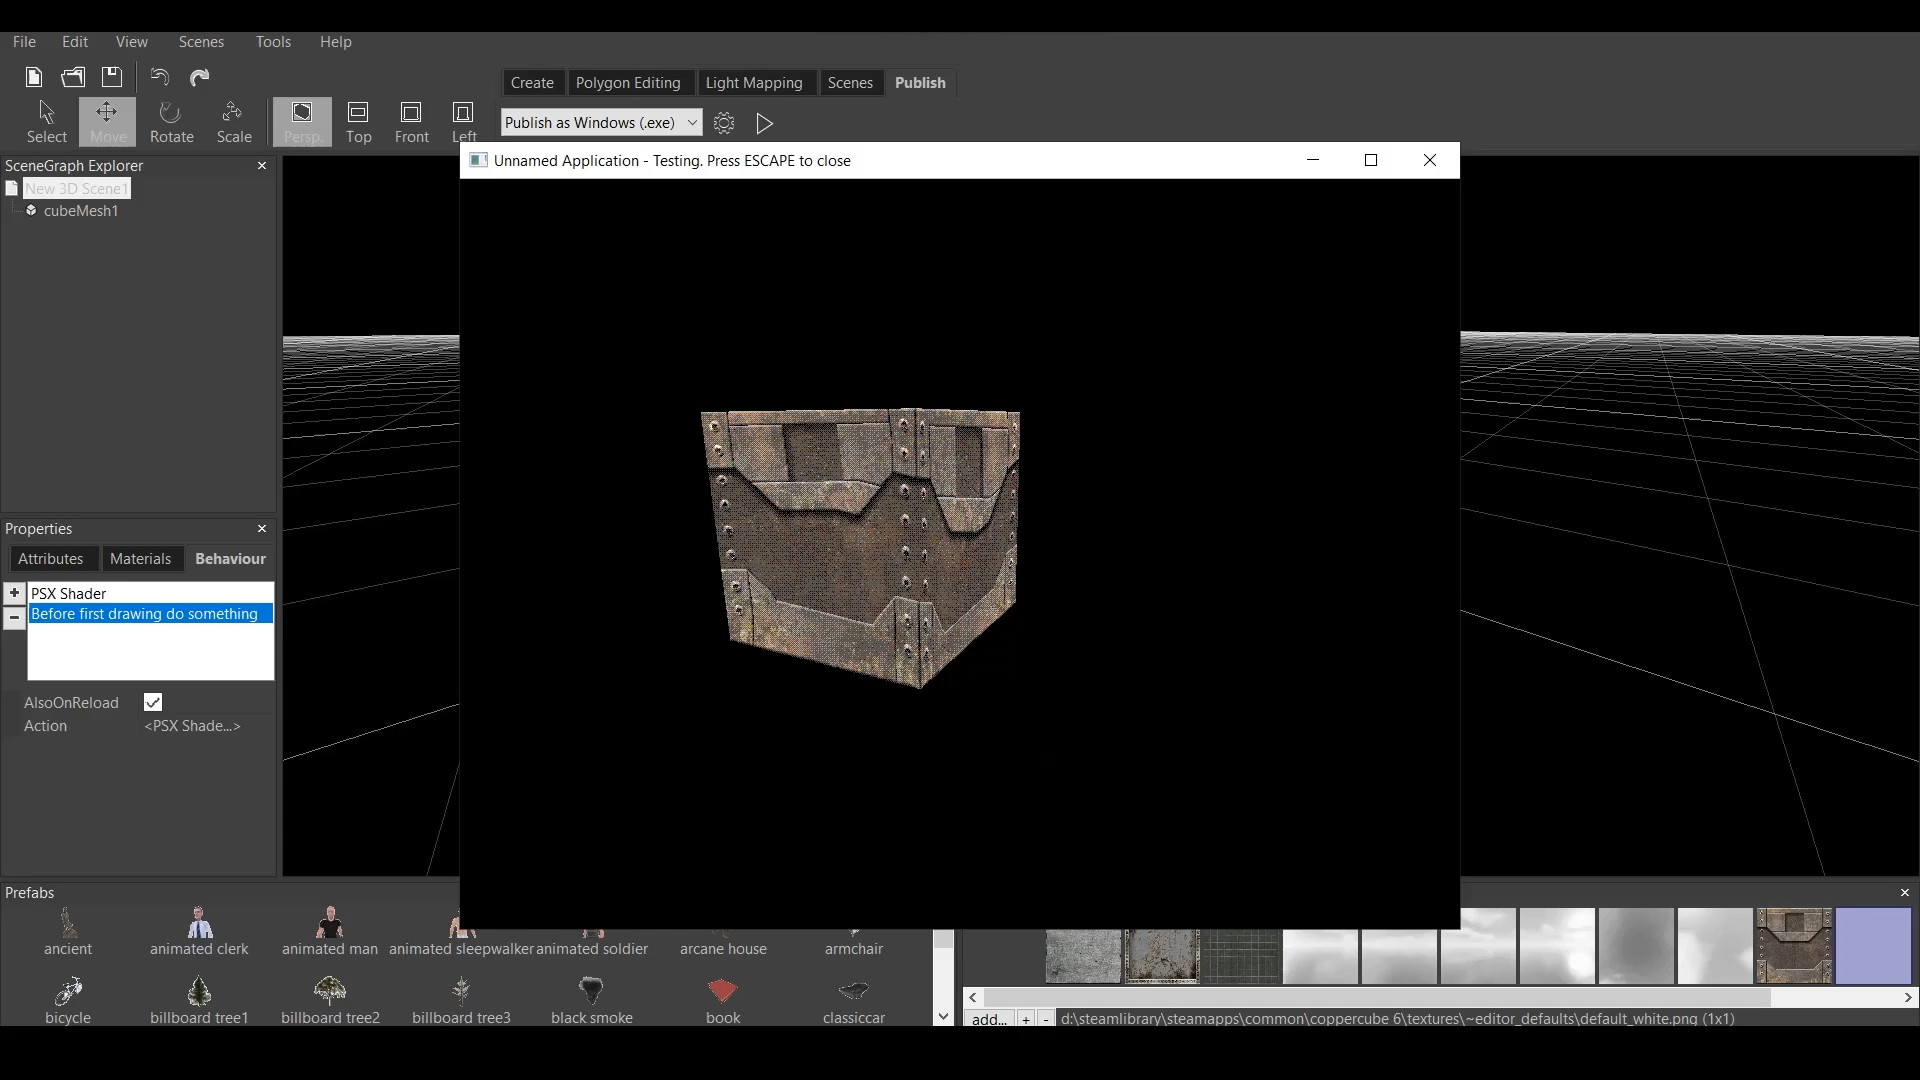 File Edit View Scenes Tools Help
Create Polygon Editing Light Mapping Scenes Publish
Select Move Rotate Scale Persp. Top Front Left
Publish as Windows (.exe)
SceneGraph Explorer
New 3D Scene1
cubeMesh1
Unnamed Application - Testing. Press ESCAPE to close
Properties
Attributes Materials Behaviour
+ PSX Shader
- Before first drawing do something
AlsoOnReload
Action <PSX Shade...>
Prefabs
ancient animated clerk animated man animated sleepwalker animated soldier arcane house armchair
bicycle billboard tree1 billboard tree2 billboard tree3 black smoke book classiccar
add... + - d:\steamlibrary\steamapps\common\coppercube 6\textures\~editor_defaults\default_white.png (1x1)